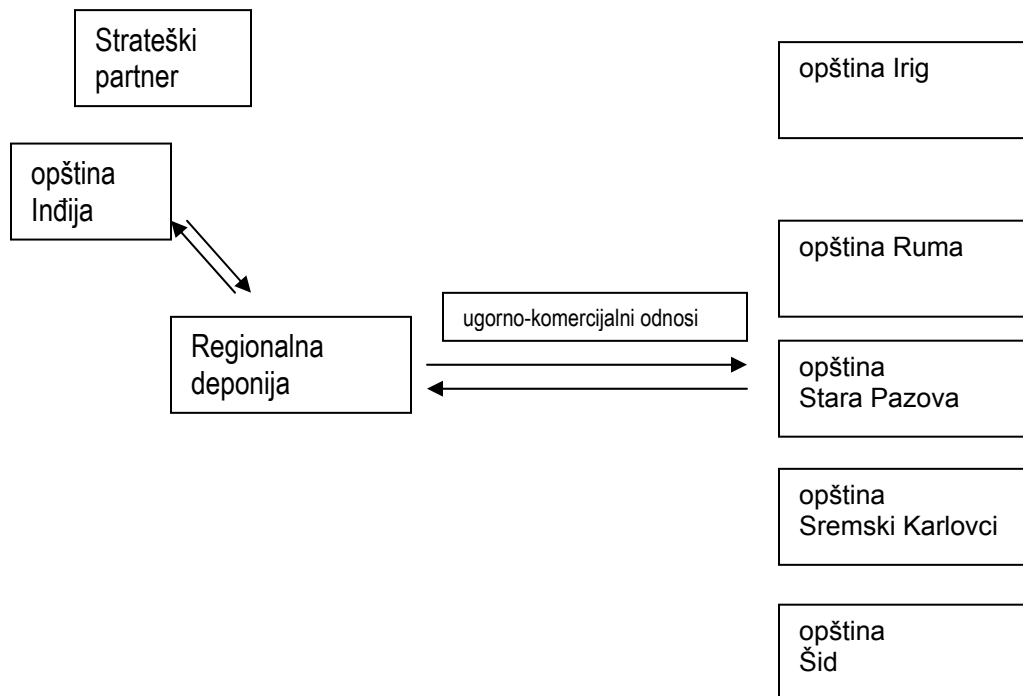 Strateški
partner
opština
Inđija
Regionalna
deponija
ugorno-komercijalni odnosi
opština Irig
opština Ruma
opština
Stara Pazova
opština
Sremski Karlovci
opština
Šid